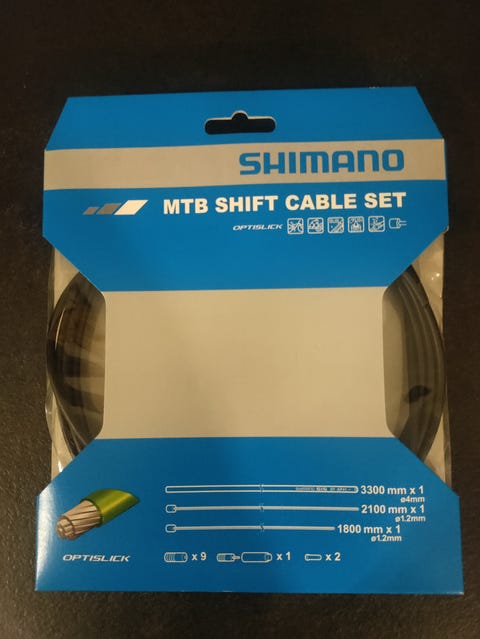 SHIMANO
MTB SHIFT CABLE SET
OPTISLICK
3300 mm x 1
ø4mm
2100 mm x 1
ø1.2mm
1800 mm x 1
ø1.2mm
OPTISLICK
x 9
x 1
x 2